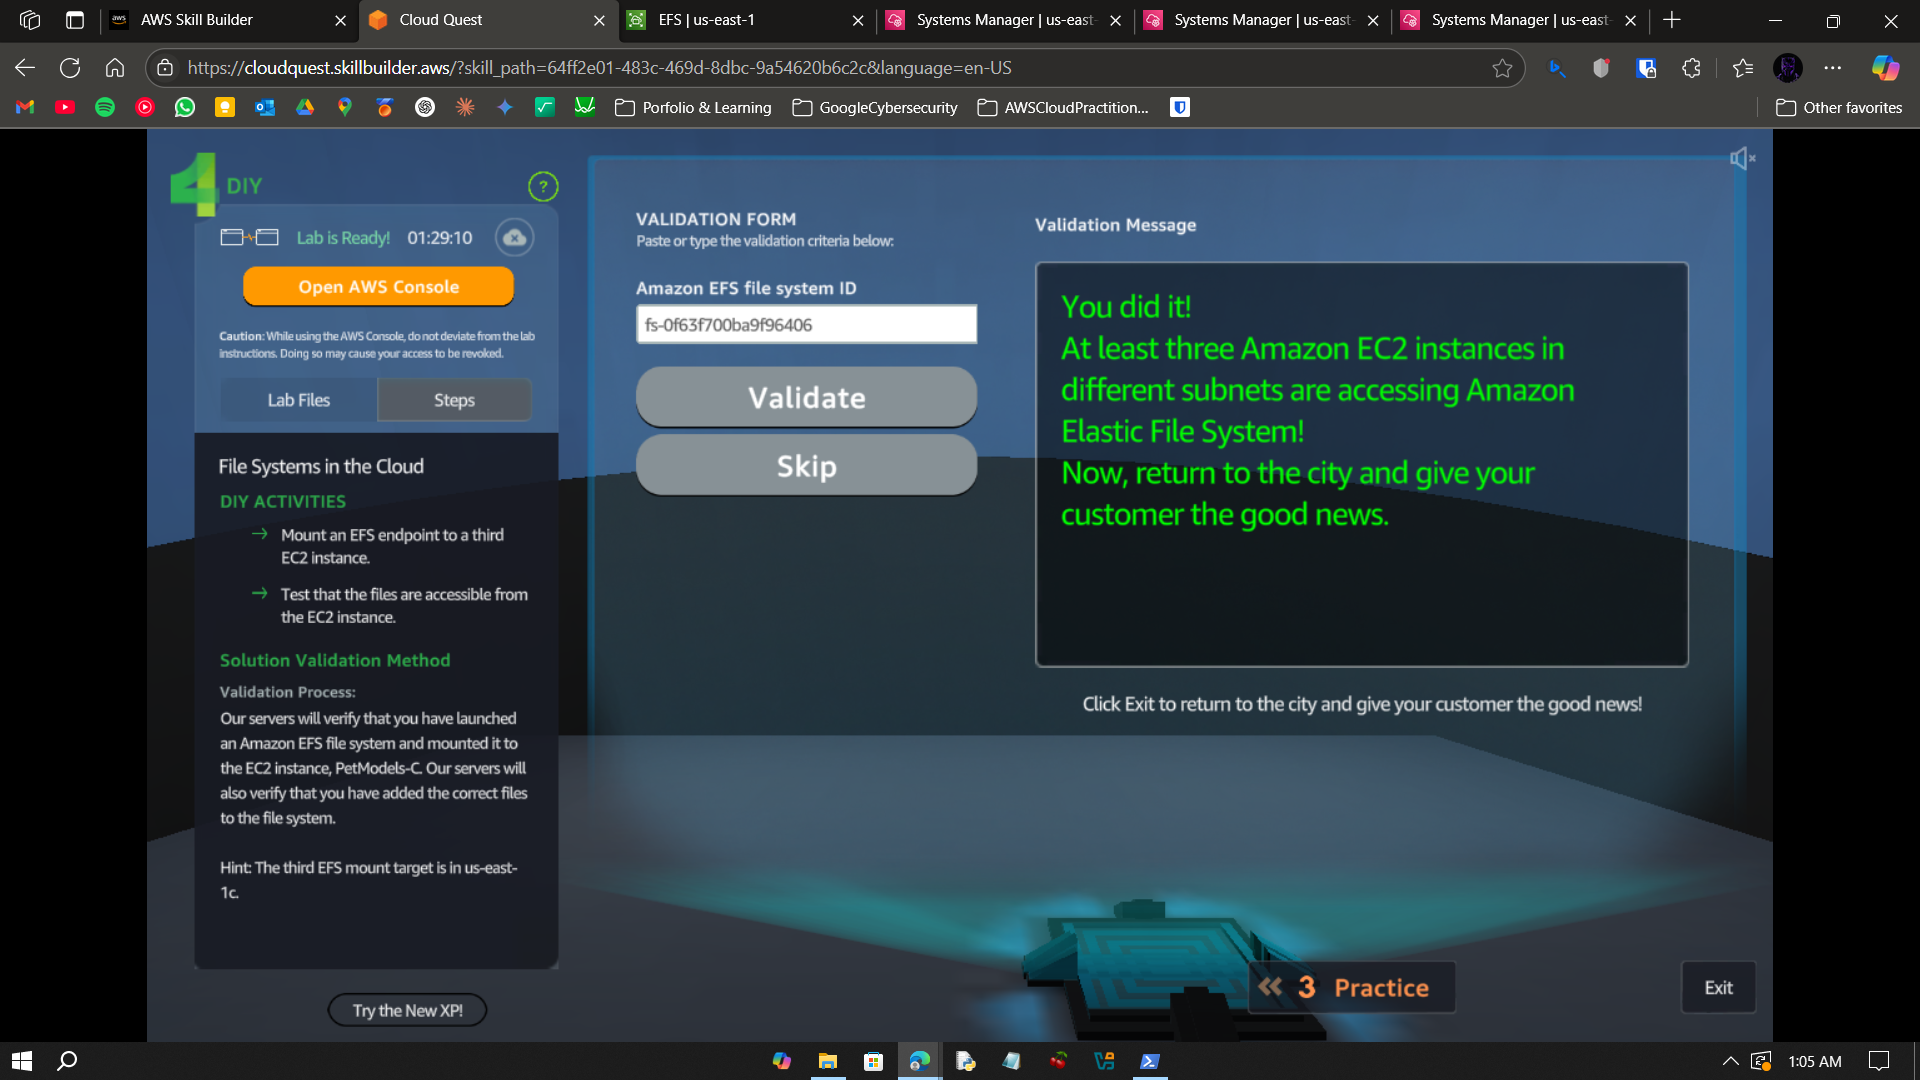 AWS Skill Builder
Cloud Quest
EFS | us-east-1
Systems Manager | us-east-
Systems Manager | us-east-
Systems Manager | us-east-
https://cloudquest.skillbuilder.aws/?skill_path=64ff2e01-483c-469d-8dbc-9a54620b6c2c&language=en-US
Porfolio & Learning
GoogleCybersecurity
AWSCloudPractition...
Other favorites
4 DIY
?
Lab is Ready! 01:29:10
Open AWS Console
Caution: While using the AWS Console, do not deviate from the lab
instructions. Doing so may cause your access to be revoked.
Lab Files
Steps
File Systems in the Cloud
DIY ACTIVITIES
→ Mount an EFS endpoint to a third
EC2 instance.
→ Test that the files are accessible from
the EC2 instance.
Solution Validation Method
Validation Process:
Our servers will verify that you have launched
an Amazon EFS file system and mounted it to
the EC2 instance, PetModels-C. Our servers will
also verify that you have added the correct files
to the file system.
Hint: The third EFS mount target is in us-east-
1c.
Try the New XP!
VALIDATION FORM
Paste or type the validation criteria below:
Amazon EFS file system ID
fs-0f63f700ba9f96406
Validate
Skip
Validation Message
You did it!
At least three Amazon EC2 instances in
different subnets are accessing Amazon
Elastic File System!
Now, return to the city and give your
customer the good news.
Click Exit to return to the city and give your customer the good news!
« 3 Practice
Exit
1:05 AM